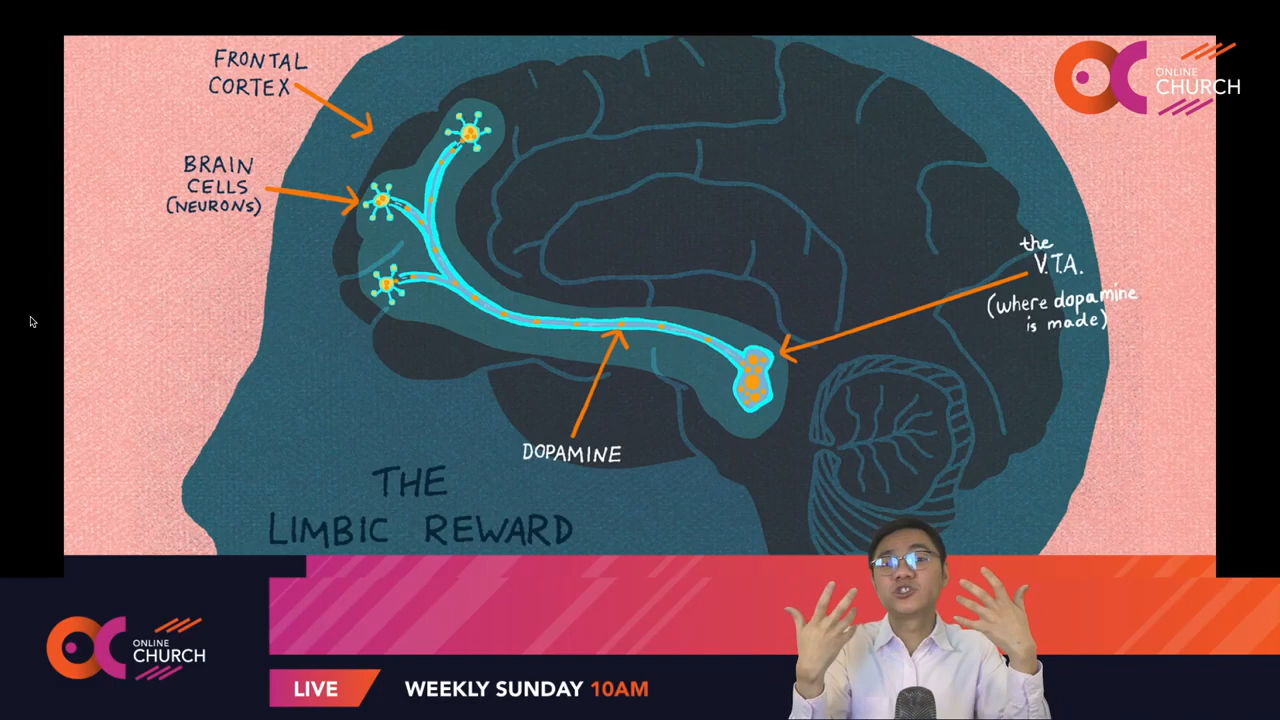 FRONTAL
CORTEX
BRAIN
CELLS
(NEURONS)
ONLINE
CHURCH
the
V.T.A.
(where dopamine
is made)
DOPAMINE
THE
LIMBIC REWARD
ONLINE
CHURCH
LIVE
WEEKLY SUNDAY 10AM